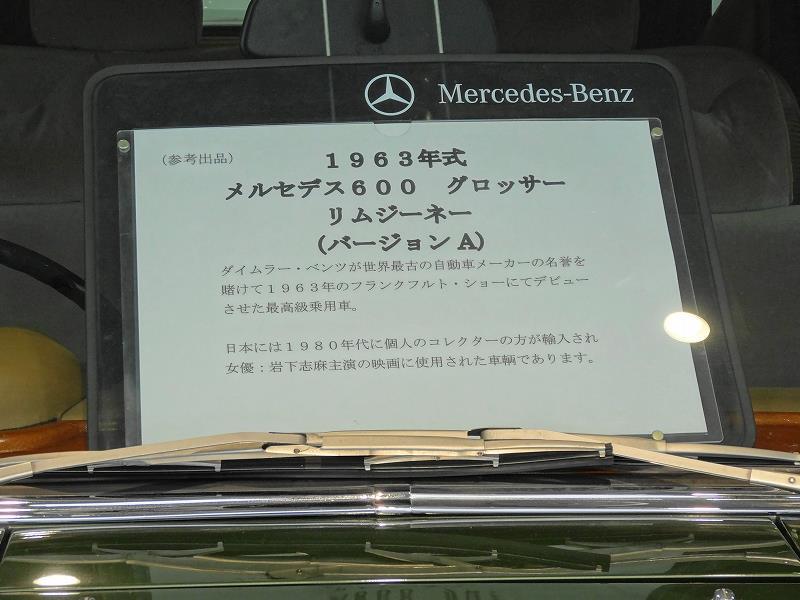 Mercedes-Benz
（参考出品） １９６３年式
メルセデス６００　グロッサー
リムジーネー
(バージョン A)
ダイムラー・ベンツが世界最古の自動車メーカーの名誉を
賭けて１９６３年のフランクフルト・ショーにてデビュー
させた最高級乗用車。
日本には１９８０年代に個人のコレクターの方が輸入され
女優：岩下志麻主演の映画に使用された車輌であります。